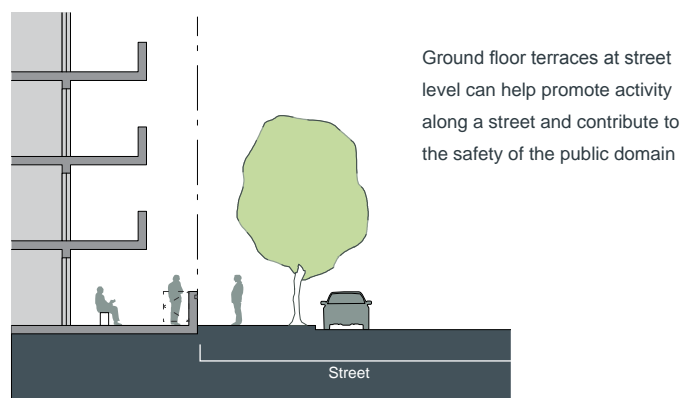 Ground floor terraces at street
level can help promote activity
along a street and contribute to
the safety of the public domain
Street